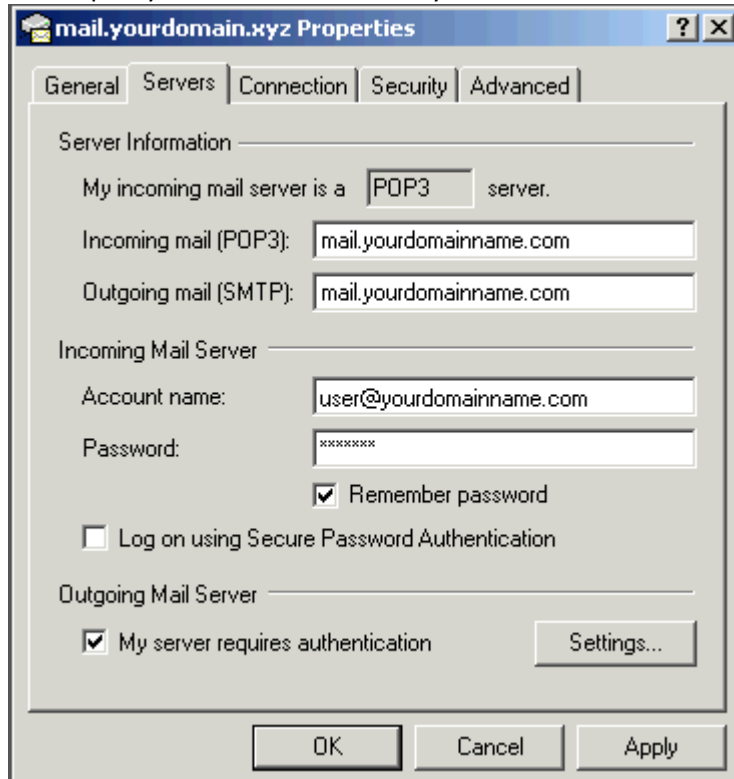 mail.yourdomain.xyz Properties
General Servers Connection Security Advanced
Server Information
My incoming mail server is a POP3 server.
Incoming mail (POP3): mail.yourdomainname.com
Outgoing mail (SMTP): mail.yourdomainname.com
Incoming Mail Server
Account name: user@yourdomainname.com
Password: *******
Remember password
Log on using Secure Password Authentication
Outgoing Mail Server
My server requires authentication Settings...
OK Cancel Apply